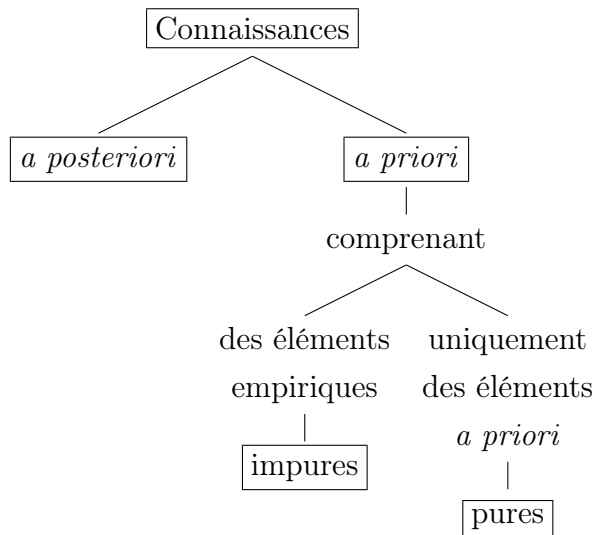 Connaissances
a posteriori
a priori
comprenant
des éléments
empiriques
impures
uniquement
des éléments
a priori
pures